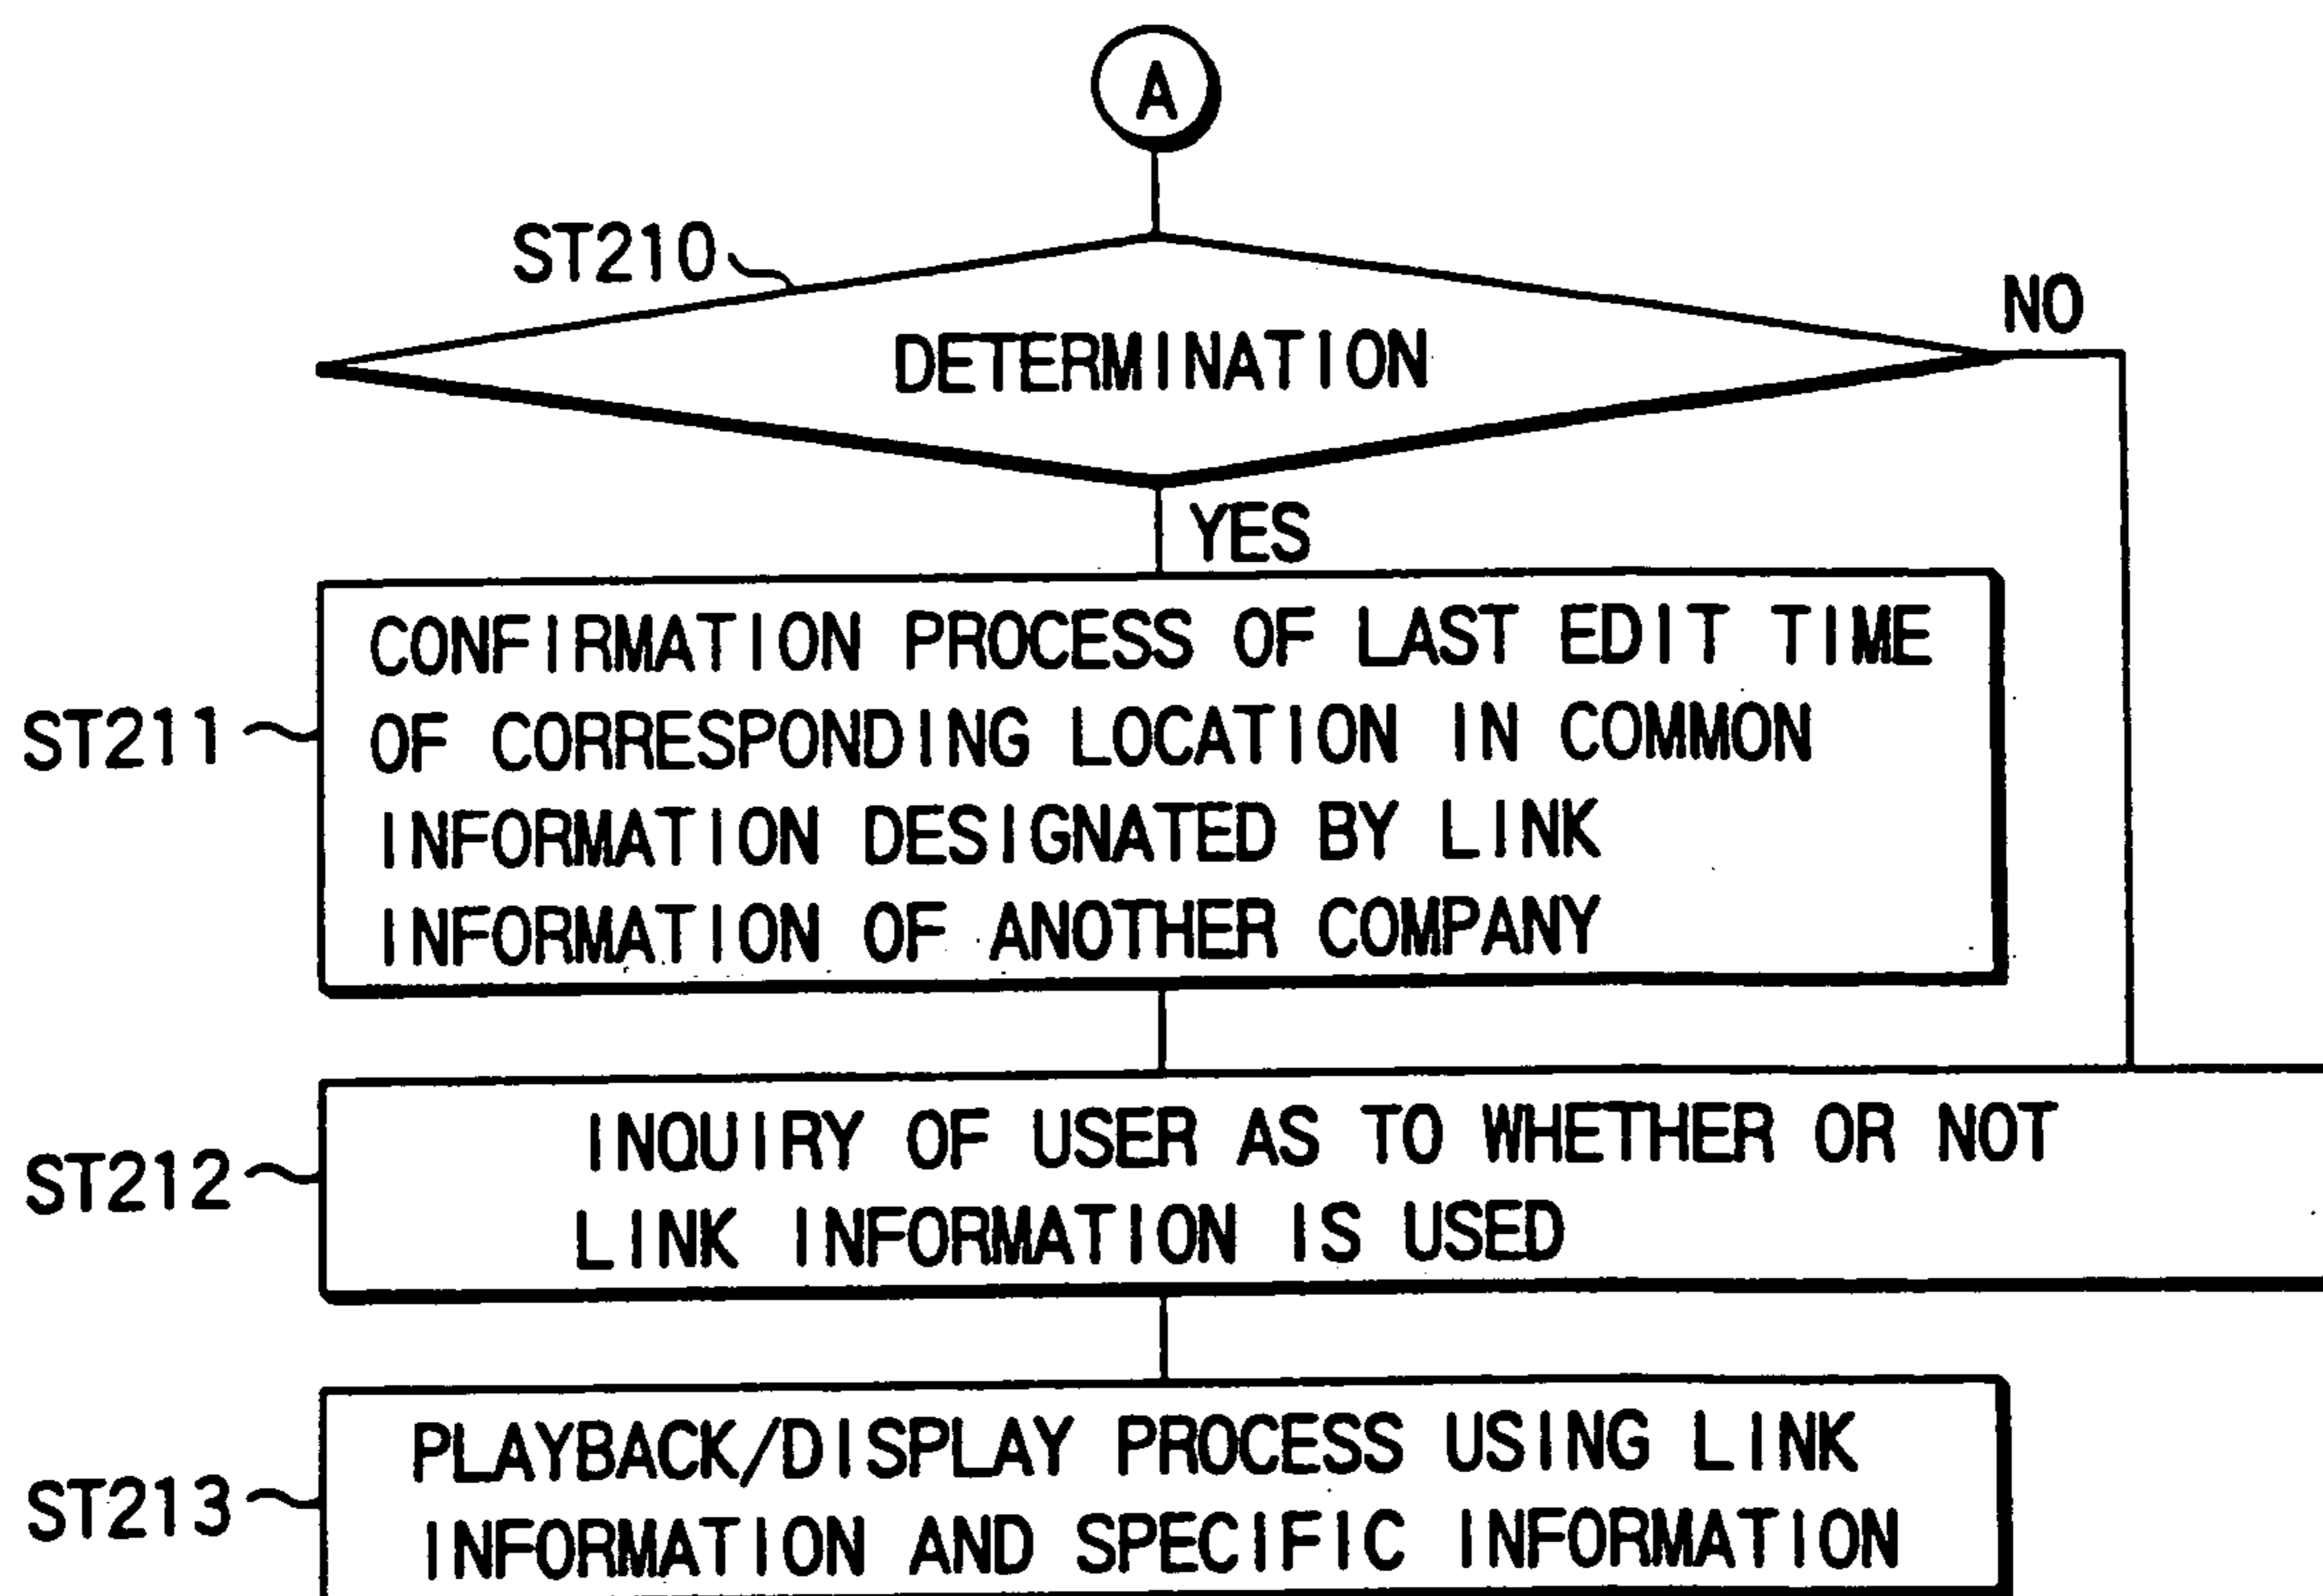 A
ST210
NO
DETERMINATION
YES
CONFIRMATION PROCESS OF LAST EDIT TIME
OF CORRESPONDING LOCATION IN COMMON
ST211
INFORMATION DESIGNATED BY LINK
INFORMATION OF ANOTHER COMPANY
INQUIRY OF USER AS TO WHETHER OR NOT
ST212
LINK INFORMATION IS USED
PLAYBACK/DISPLAY PROCESS USING LINK
ST213
INFORMATION AND SPECIFIC INFORMATION